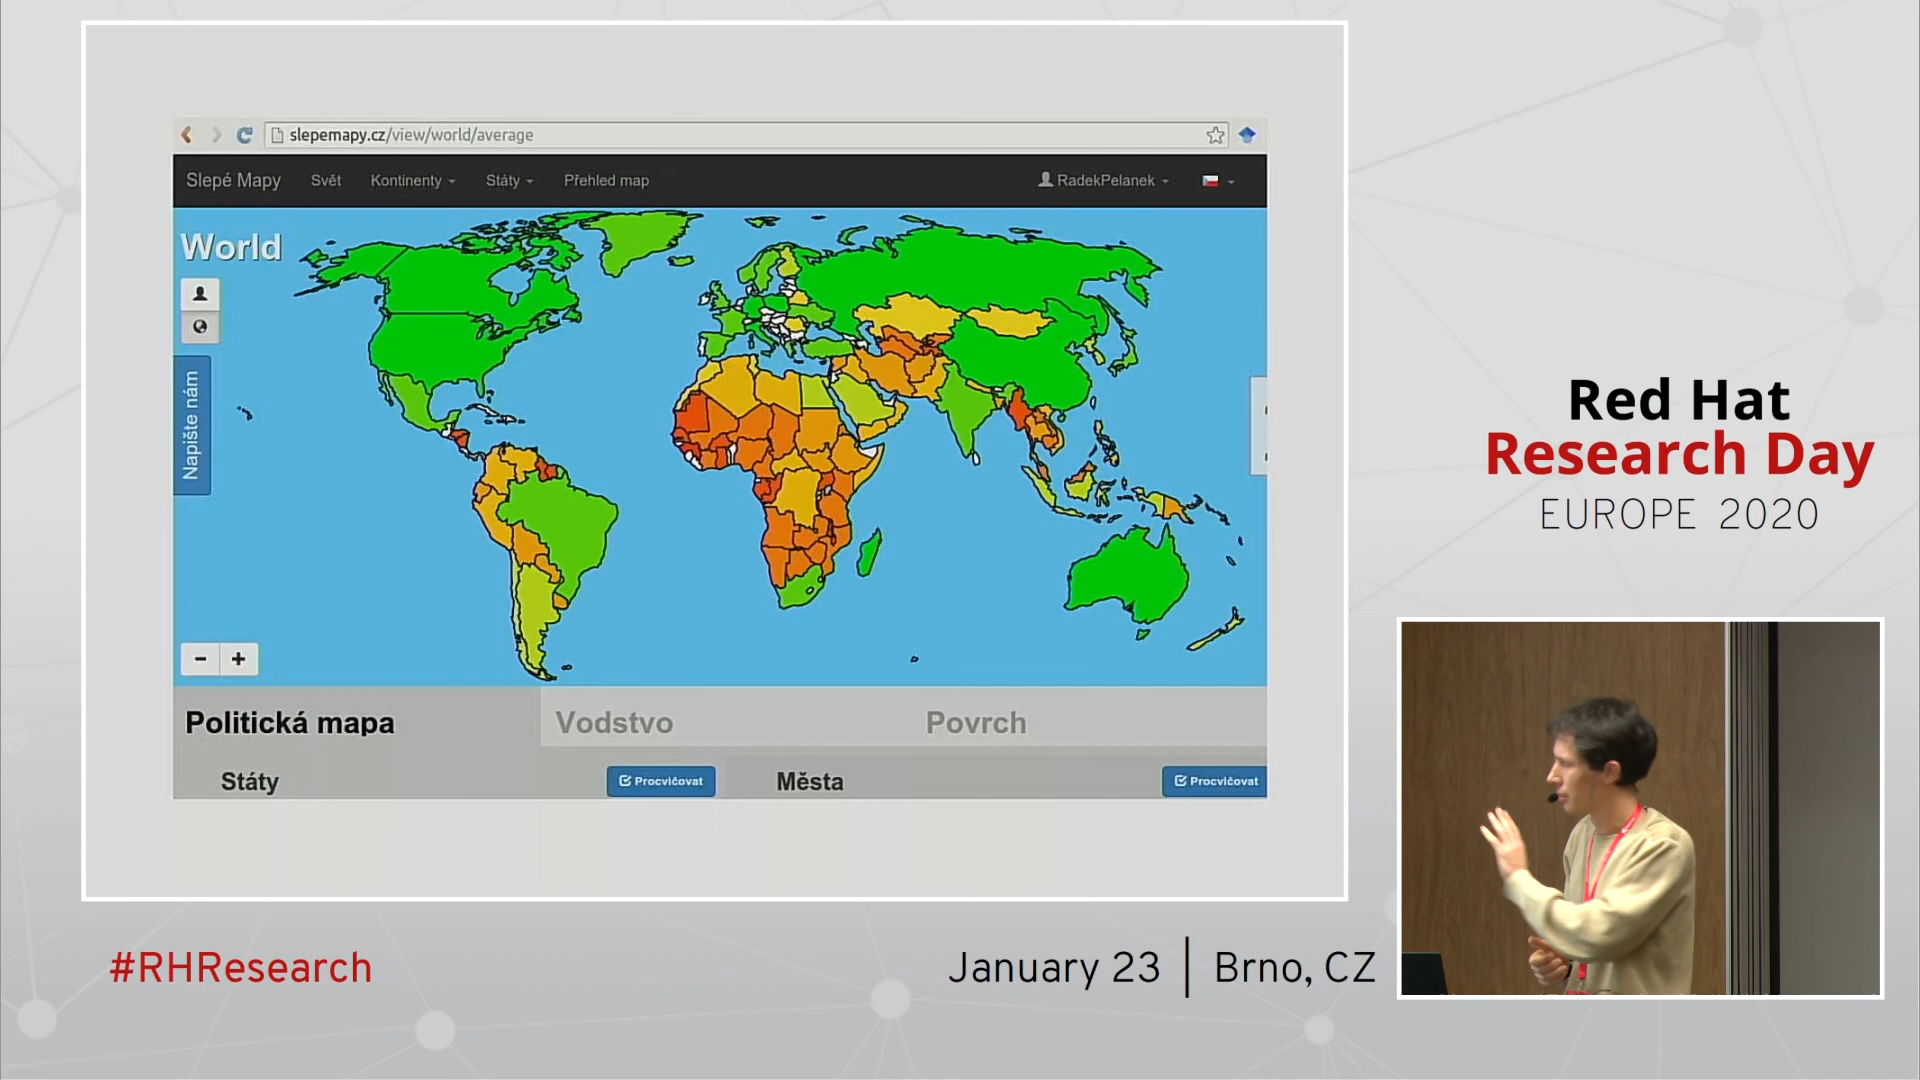 slepemapy.cz/view/world/average
Slepé Mapy Svět Kontinenty Státy Přehled map RadekPelanek
World
Napište nám
Politická mapa Vodstvo Povrch
Státy Procvičovat Města Procvičovat
Red Hat
Research Day
EUROPE 2020
#RHResearch
January 23 | Brno, CZ